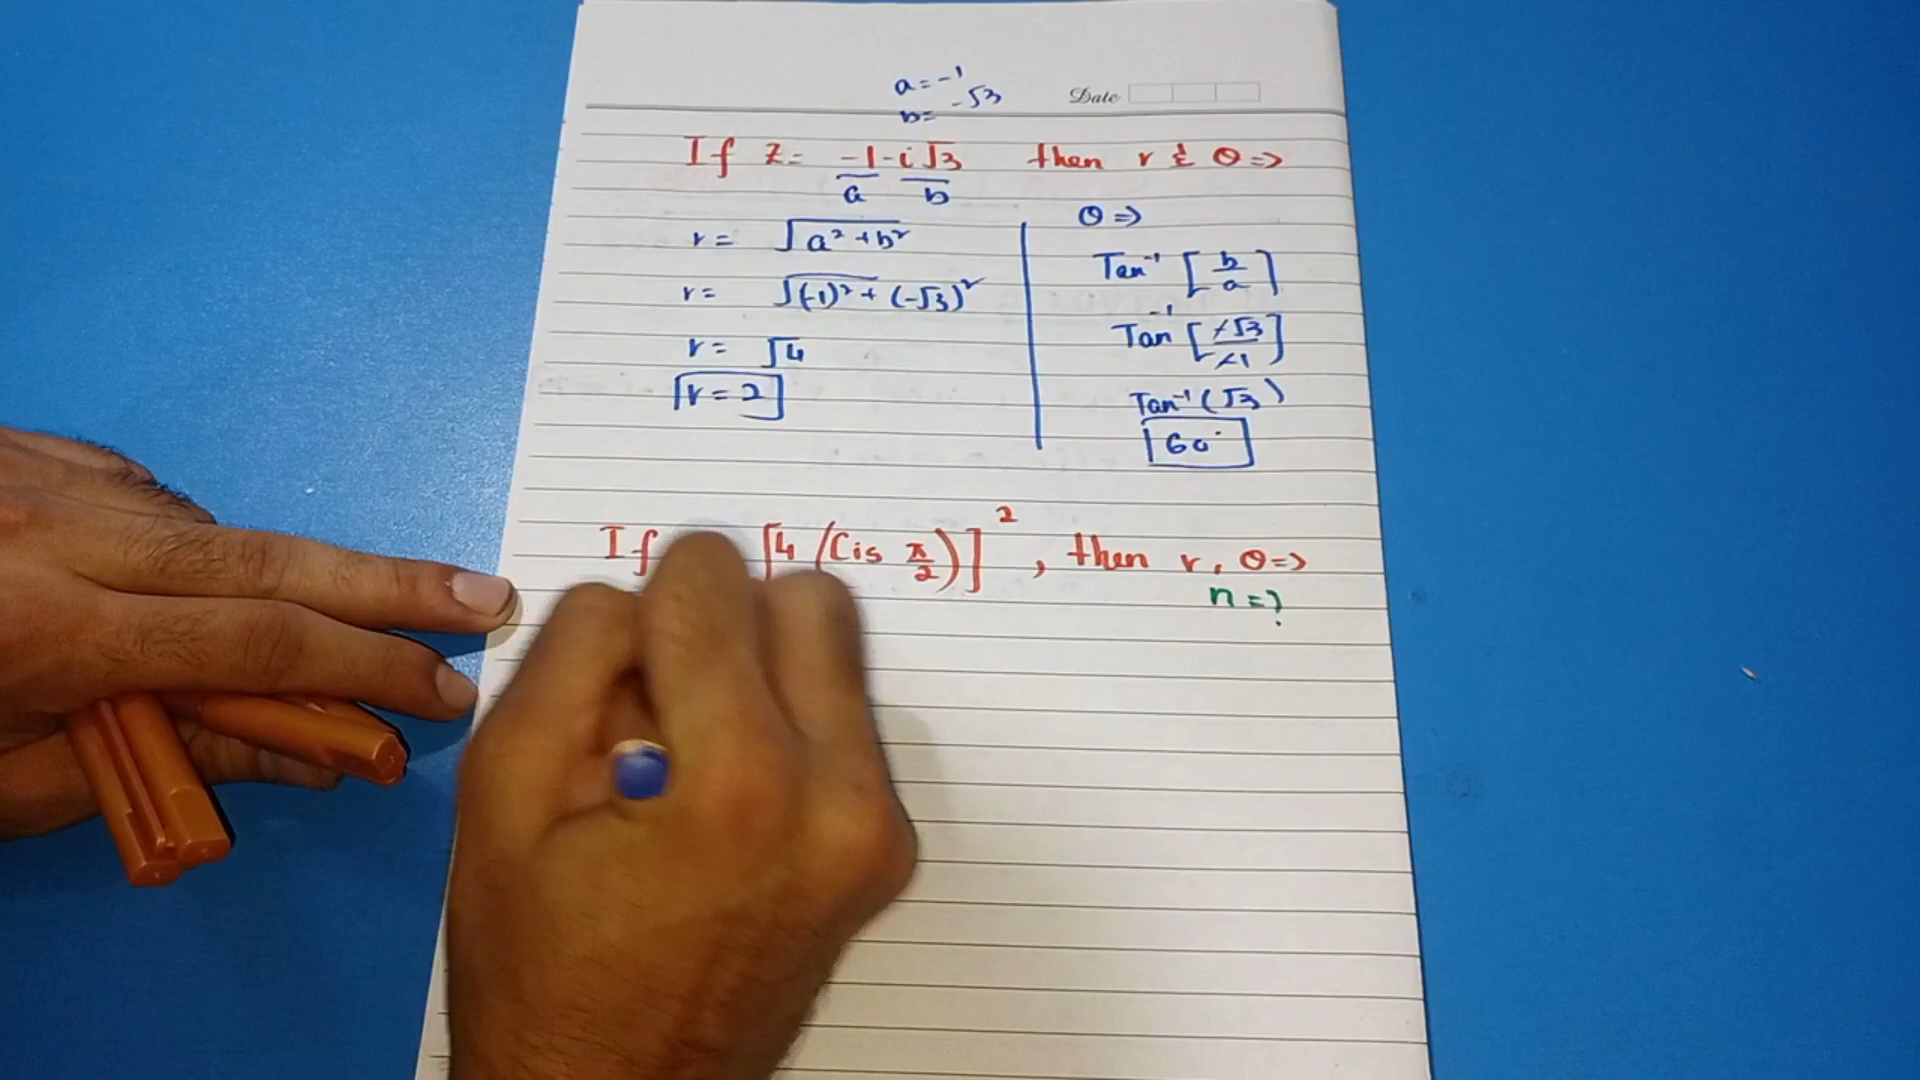 a = -1
b = -√3
Date
If Z = -1 - i√3 then r & θ ⇒
a b
r = √a² + b²
r = √(-1)² + (-√3)²
r = √4
r = 2
θ ⇒
Tan⁻¹ [b/a]
Tan⁻¹ [-√3/-1]
Tan⁻¹ (√3)
60°
If [4 (Cis π/2)]², then r, θ ⇒
n = ?